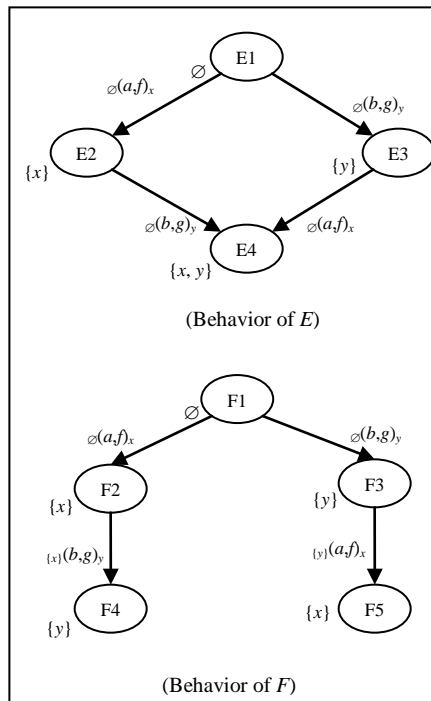 E1
∅
∅(a,f)x
∅(b,g)y
E2
E3
{x}
{y}
∅(b,g)y
∅(a,f)x
E4
{x, y}
(Behavior of E)
F1
∅
∅(a,f)x
∅(b,g)y
F2
F3
{x}
{y}
{x}(b,g)y
{y}(a,f)x
F4
F5
{y}
{x}
(Behavior of F)